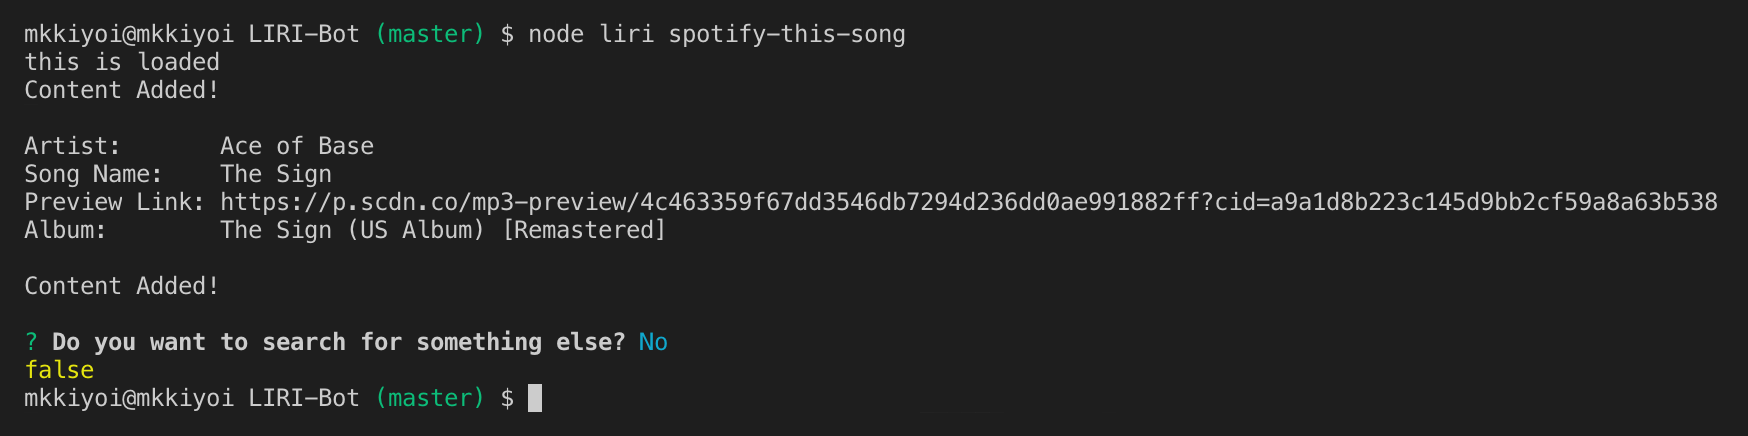 mkkiyoi@mkkiyoi LIRI-Bot (master) $ node liri spotify-this-song
this is loaded
Content Added!
Artist: Ace of Base
Song Name: The Sign
Preview Link: https://p.scdn.co/mp3-preview/4c463359f67dd3546db7294d236dd0ae991882ff?cid=a9a1d8b223c145d9bb2cf59a8a63b538
Album: The Sign (US Album) [Remastered]
Content Added!
? Do you want to search for something else? No
false
mkkiyoi@mkkiyoi LIRI-Bot (master) $